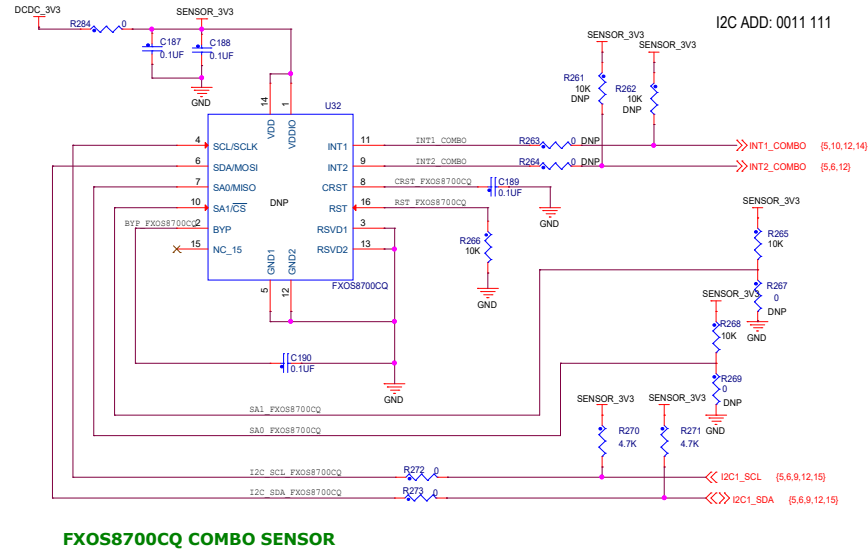 DCDC_3V3
R284
0
SENSOR_3V3
I2C ADD: 0011 111
C187
0.1UF
C188
0.1UF
GND
SENSOR_3V3
SENSOR_3V3
R261
10K
DNP
R262
10K
DNP
U32
14
1
VDD
VDDIO
4
SCL/SCLK
6
SDA/MOSI
7
SA0/MISO
10
SA1/CS
2
BYP
15
NC_15
BYP_FXOS8700CQ
DNP
INT1
11
INT1_COMBO
R263
0
DNP
INT1_COMBO {5,10,12,14}
INT2
9
INT2_COMBO
R264
0
DNP
INT2_COMBO {5,6,12}
CRST
8
CRST_FXOS8700CQ
C189
0.1UF
GND
RST
16
RST_FXOS8700CQ
RSVD1
3
RSVD2
13
GND1
GND2
5
12
FXOS8700CQ
R266
10K
GND
SENSOR_3V3
R265
10K
R267
0
DNP
GND
SENSOR_3V3
R268
10K
R269
0
DNP
GND
C190
0.1UF
GND
SA1_FXOS8700CQ
SA0_FXOS8700CQ
SENSOR_3V3
SENSOR_3V3
R270
4.7K
R271
4.7K
I2C_SCL_FXOS8700CQ
R272
0
I2C1_SCL {5,6,9,12,15}
I2C_SDA_FXOS8700CQ
R273
0
I2C1_SDA {5,6,9,12,15}
FXOS8700CQ COMBO SENSOR